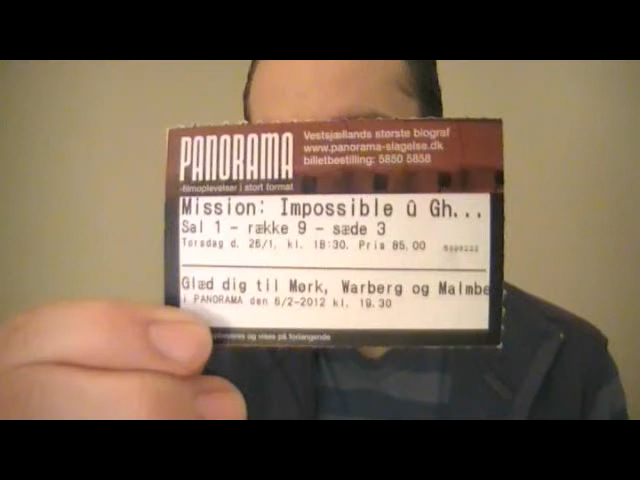 PANORAMA
-filmoplevelser i stort format
Vestsjællands største biograf
www.panorama-slagelse.dk
billetbestilling: 5850 5858
Mission: Impossible û Gh...
Sal 1 - række 9 - sæde 3
Torsdag d. 26/1. kl. 18:30. Pris 85,00
Glæd dig til Mørk, Warberg og Malmbe
i PANORAMA den 6/2-2012 kl. 19.30
og vises på forlangende